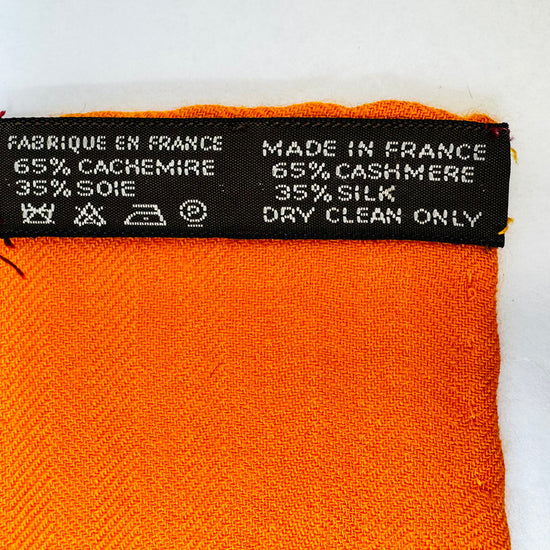 FABRIQUE EN FRANCE
65% CACHEMIRE
35% SOIE
P
MADE IN FRANCE
65% CASHMERE
35% SILK
DRY CLEAN ONLY